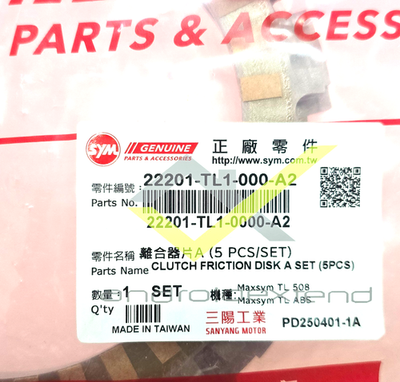 PARTS & ACCESS
SYM
GENUINE
PARTS & ACCESSORIES
正廠零件
http://www.sym.com.tw
零件編號: 22201-TL1-000-A2
Parts No.
22201-TL1-0000-A2
零件名稱 離合器片A (5 PCS/SET)
Parts Name CLUTCH FRICTION DISK A SET (5PCS)
數量: 1 SET 機種: Maxsym TL 508
Q'ty Maxsym TL ABS
MADE IN TAIWAN
三陽工業
SANYANG MOTOR
PD250401-1A